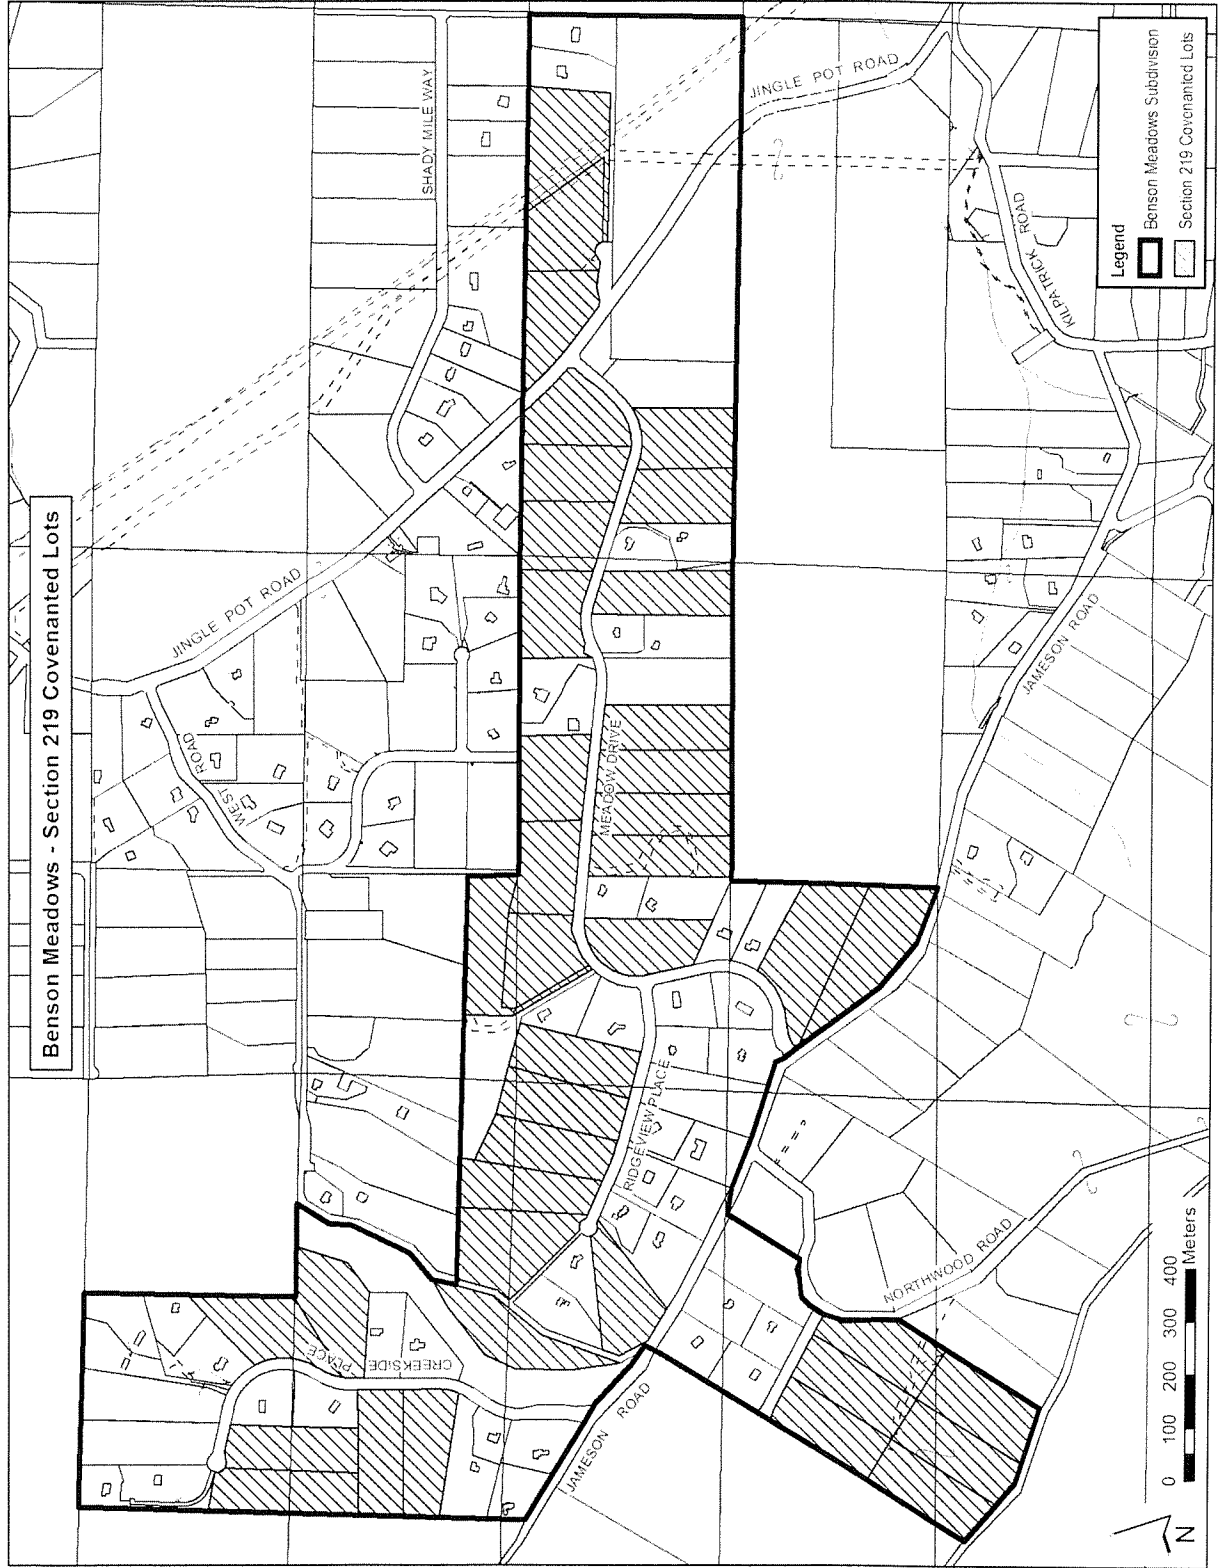 Benson Meadows - Section 219 Covenanted Lots
SHADY MILE WAY
JINGLE POT ROAD
JINGLE POT ROAD
WEST ROAD
MEADOW DRIVE
KILPATRICK ROAD
JAMESON ROAD
RIDGEVIEW PLACE
CREEKSIDE PLACE
NORTHWOOD ROAD
JAMESON ROAD
Legend
Benson Meadows Subdivision
Section 219 Covenanted Lots
0 100 200 300 400
Meters
N